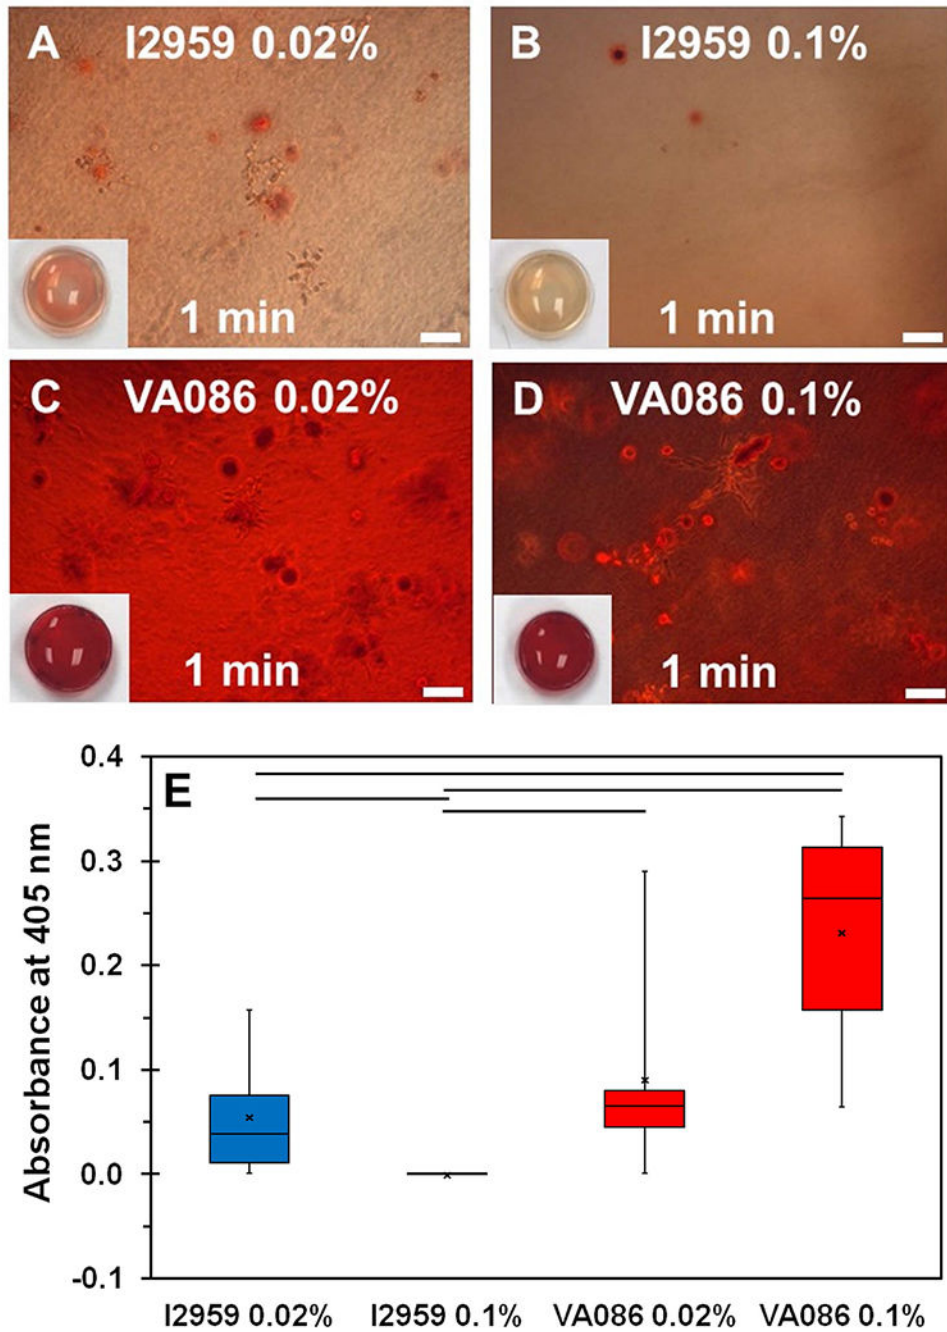 A I2959 0.02%
1 min
B I2959 0.1%
1 min
C VA086 0.02%
1 min
D VA086 0.1%
1 min
E
Absorbance at 405 nm
0.4
0.3
0.2
0.1
0.0
-0.1
I2959 0.02%
I2959 0.1%
VA086 0.02%
VA086 0.1%